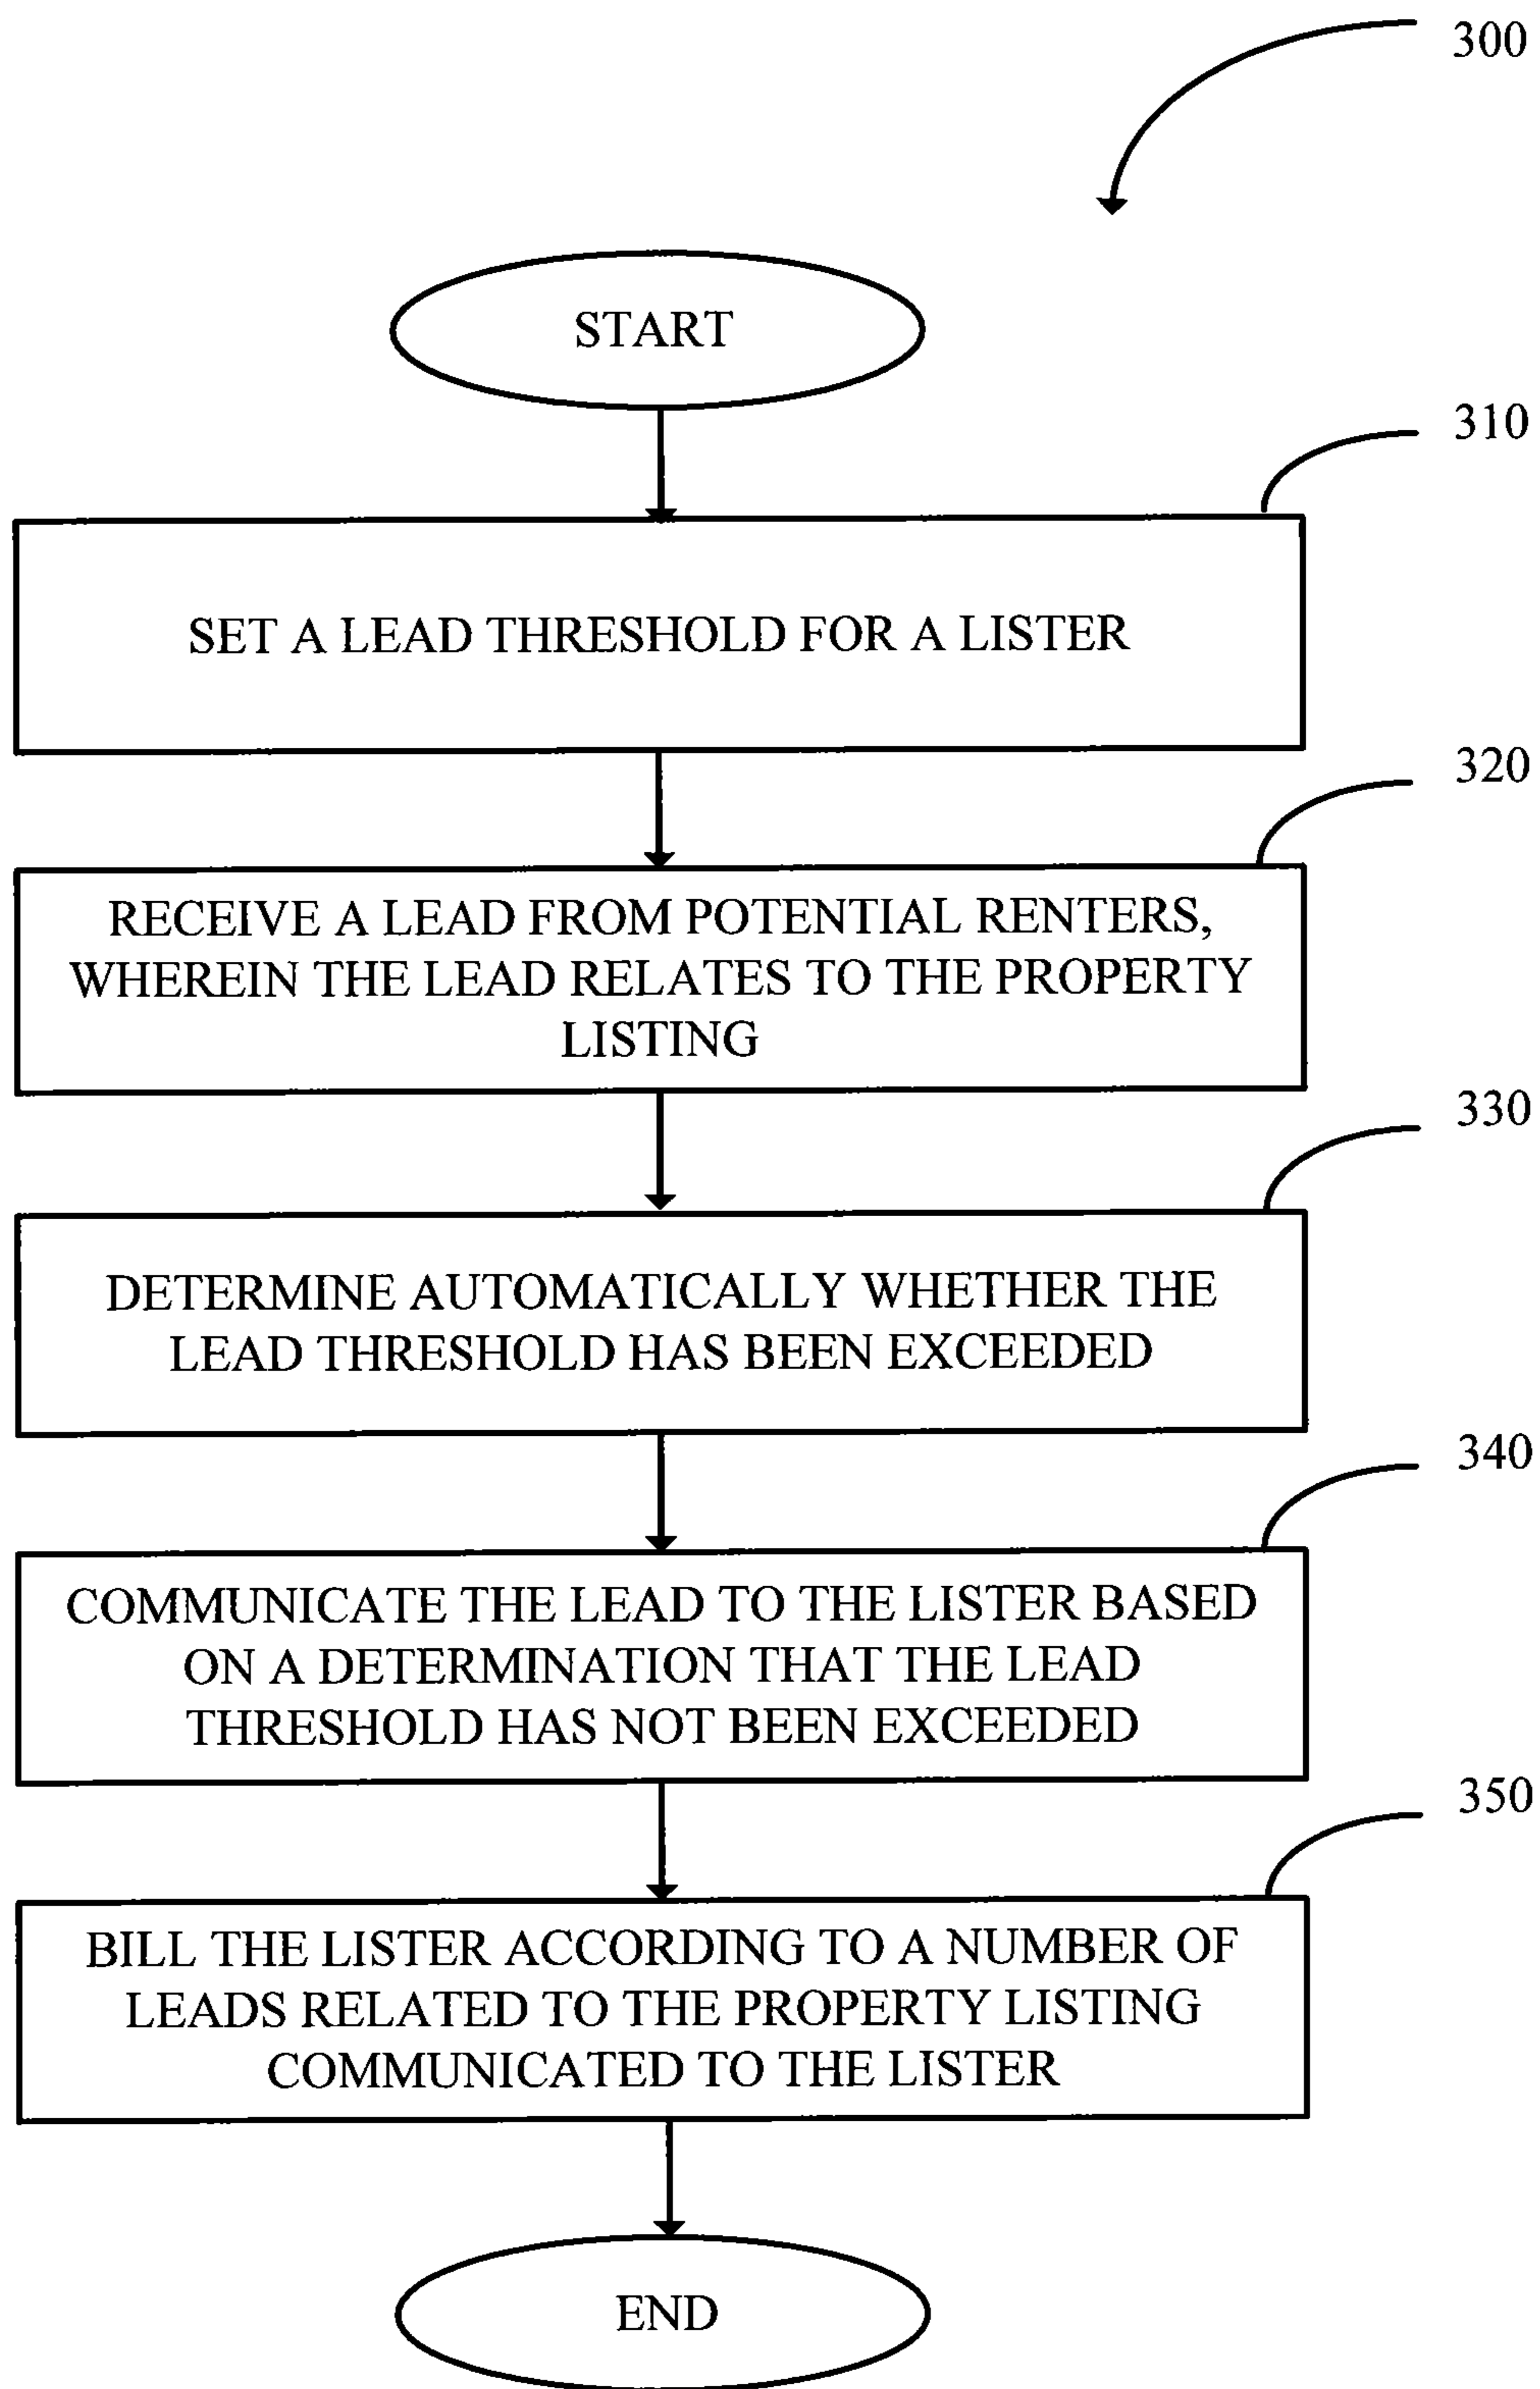 300
START
310
SET A LEAD THRESHOLD FOR A LISTER
320
RECEIVE A LEAD FROM POTENTIAL RENTERS,
WHEREIN THE LEAD RELATES TO THE PROPERTY
LISTING
330
DETERMINE AUTOMATICALLY WHETHER THE
LEAD THRESHOLD HAS BEEN EXCEEDED
340
COMMUNICATE THE LEAD TO THE LISTER BASED
ON A DETERMINATION THAT THE LEAD
THRESHOLD HAS NOT BEEN EXCEEDED
350
BILL THE LISTER ACCORDING TO A NUMBER OF
LEADS RELATED TO THE PROPERTY LISTING
COMMUNICATED TO THE LISTER
END